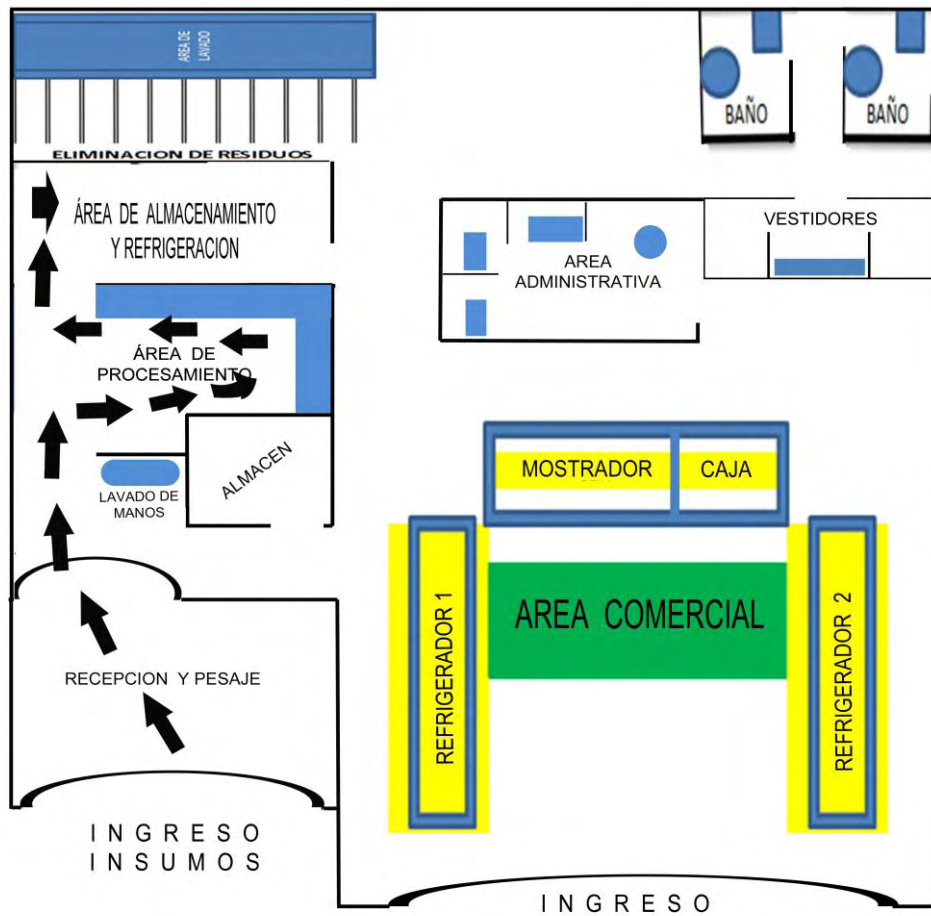 AREA DE
LAVADO
BAÑO
BAÑO
ELIMINACION DE RESIDUOS
ÁREA DE ALMACENAMIENTO
Y REFRIGERACION
VESTIDORES
AREA
ADMINISTRATIVA
ÁREA DE
PROCESAMIENTO
ALMACEN
LAVADO DE
MANOS
MOSTRADOR
CAJA
REFRIGERADOR 1
AREA COMERCIAL
REFRIGERADOR 2
RECEPCION Y PESAJE
INGRESO
INSUMOS
INGRESO